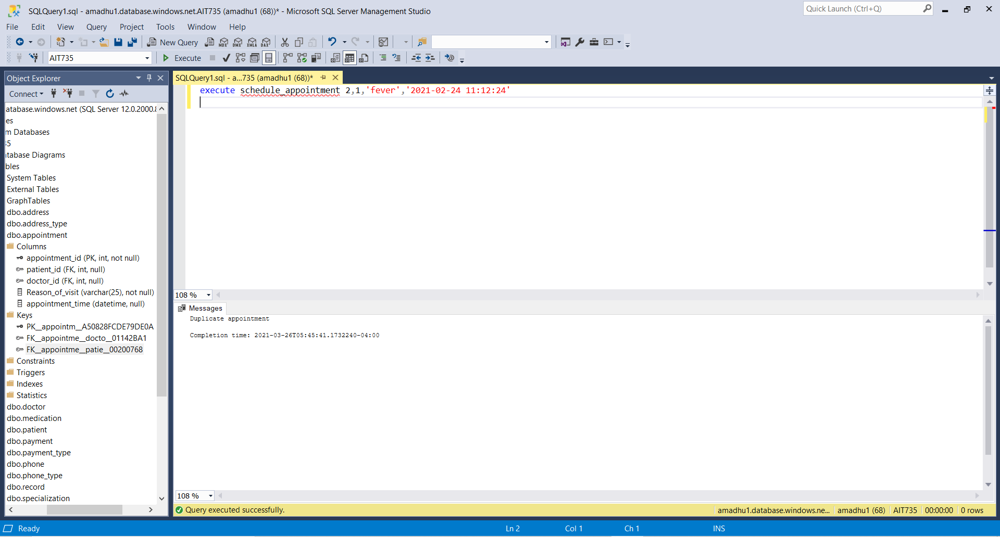 SQLQuery1.sql - amadhu1.database.windows.net.AIT735 (amadhu1 (68))* - Microsoft SQL Server Management Studio
Quick Launch (Ctrl+Q)
File Edit View Query Project Tools Window Help
New Query
MDX DMX XMLA DAX
AIT735
Execute
Object Explorer
SQLQuery1.sql - a...735 (amadhu1 (68))*
Connect
execute schedule_appointment 2,1,'fever','2021-02-24 11:12:24'
atabase.windows.net (SQL Server 12.0.2000.8
es
m Databases
35
atabase Diagrams
bles
System Tables
External Tables
GraphTables
dbo.address
dbo.address_type
dbo.appointment
Columns
appointment_id (PK, int, not null)
patient_id (FK, int, null)
doctor_id (FK, int, null)
Reason_of_visit (varchar(25), not null)
appointment_time (datetime, null)
Keys
PK__appointm__A50828FCDE79DE0A
FK__appointme__docto__01142BA1
FK__appointme__patie__00200768
Constraints
Triggers
Indexes
Statistics
dbo.doctor
dbo.medication
dbo.patient
dbo.payment
dbo.payment_type
dbo.phone
dbo.phone_type
dbo.record
dbo.specialization
108 %
Messages
Duplicate appointment
Completion time: 2021-03-26T05:45:41.1732240-04:00
108 %
Query executed successfully.
amadhu1.database.windows.ne... amadhu1 (68) AIT735 00:00:00 0 rows
Ready Ln 2 Col 1 Ch 1 INS